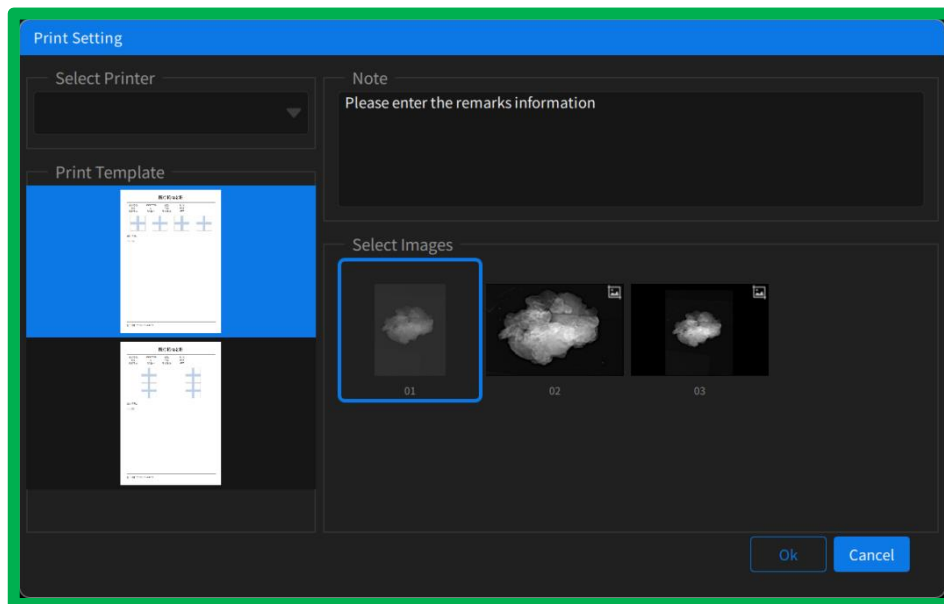 Print Setting
Select Printer
Note
Please enter the remarks information
Print Template
Select Images
01
02
03
Ok
Cancel